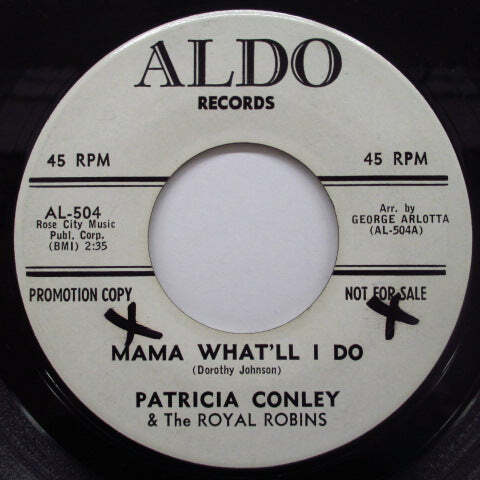 ALDO
RECORDS
45 RPM
45 RPM
AL-504
Rose City Music
Publ. Corp.
(BMI) 2:35
Arr. by
GEORGE ARLOTTA
(AL-504A)
PROMOTION COPY
NOT FOR SALE
MAMA WHAT'LL I DO
(Dorothy Johnson)
PATRICIA CONLEY
& The ROYAL ROBINS